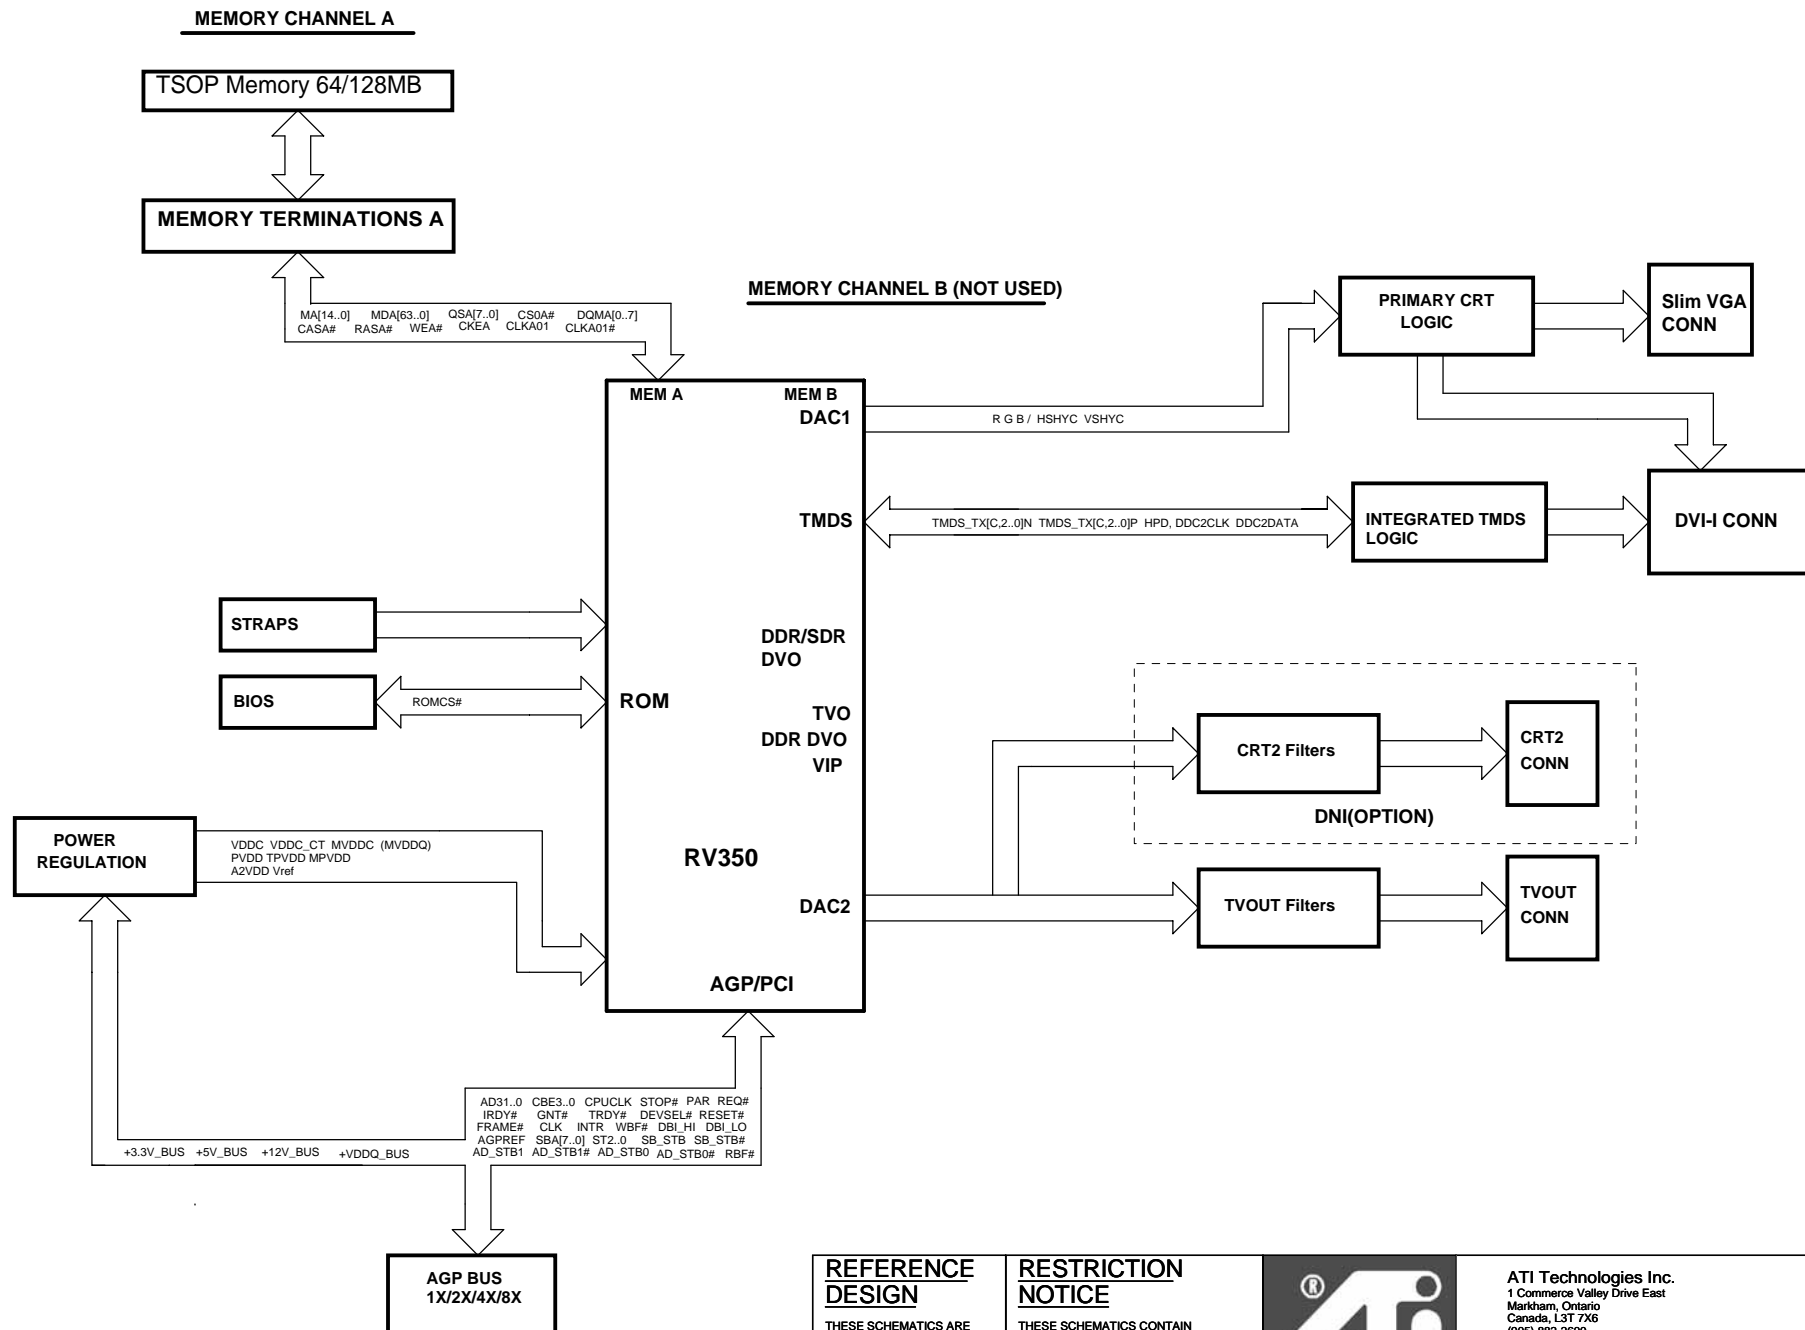 MEMORY CHANNEL A
TSOP Memory 64/128MB
MEMORY TERMINATIONS A
MA[14..0] MDA[63..0] QSA[7..0] CS0A# DQMA[0..7]
CASA# RASA# WEA# CKEA CLKA01 CLKA01#
MEMORY CHANNEL B (NOT USED)
PRIMARY CRT
LOGIC
Slim VGA
CONN
MEM A
MEM B
DAC1
R G B / HSHYC VSHYC
TMDS
TMDS_TX[C,2..0]N TMDS_TX[C,2..0]P HPD, DDC2CLK DDC2DATA
INTEGRATED TMDS
LOGIC
DVI-I CONN
STRAPS
DDR/SDR
DVO
BIOS
ROMCS#
ROM
TVO
DDR DVO
VIP
CRT2 Filters
CRT2
CONN
DNI(OPTION)
POWER
REGULATION
VDDC VDDC_CT MVDDC (MVDDQ)
PVDD TPVDD MPVDD
A2VDD Vref
RV350
DAC2
TVOUT Filters
TVOUT
CONN
AGP/PCI
AD31..0 CBE3..0 CPUCLK STOP# PAR REQ#
IRDY# GNT# TRDY# DEVSEL# RESET#
FRAME# CLK INTR WBF# DBI_HI DBI_LO
AGPREF SBA[7..0] ST2..0 SB_STB SB_STB#
AD_STB1 AD_STB1# AD_STB0 AD_STB0# RBF#
+3.3V_BUS +5V_BUS +12V_BUS +VDDQ_BUS
AGP BUS
1X/2X/4X/8X
REFERENCE
DESIGN
THESE SCHEMATICS ARE
RESTRICTION
NOTICE
THESE SCHEMATICS CONTAIN
®
ATi
ATI Technologies Inc.
1 Commerce Valley Drive East
Markham, Ontario
Canada, L3T 7X6